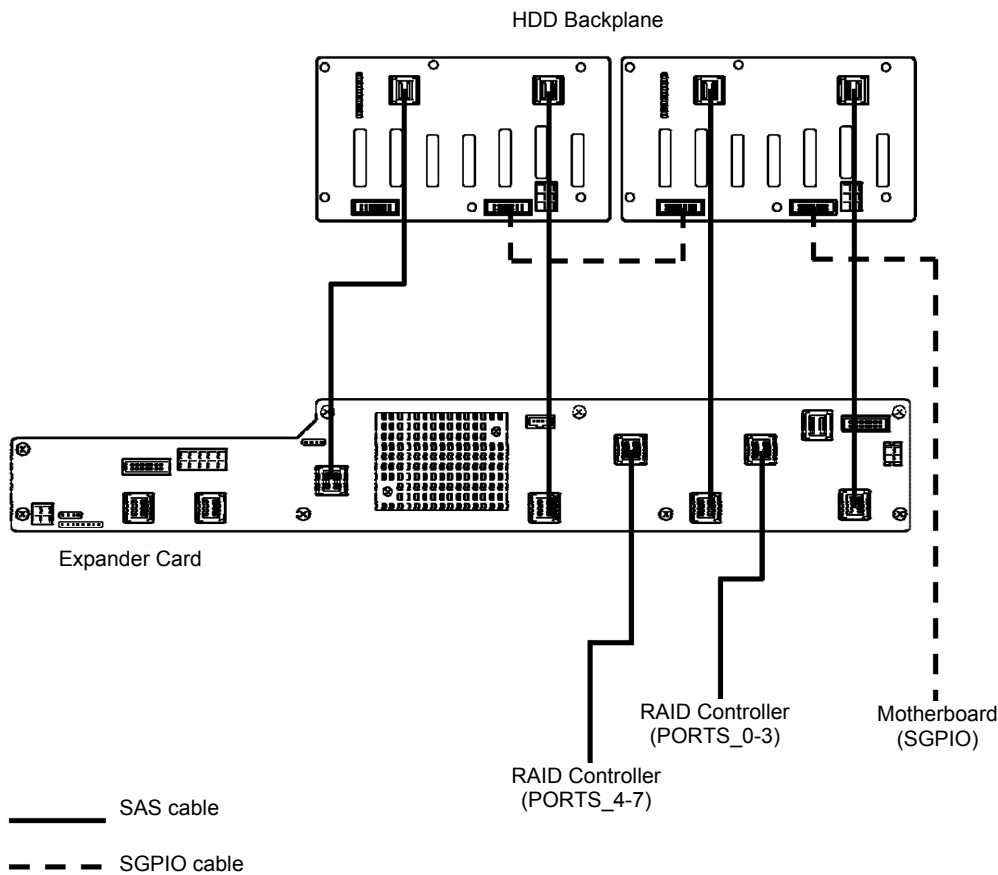 HDD Backplane
Expander Card
RAID Controller
(PORTS_0-3)
Motherboard
(SGPIO)
RAID Controller
(PORTS_4-7)
SAS cable
SGPIO cable